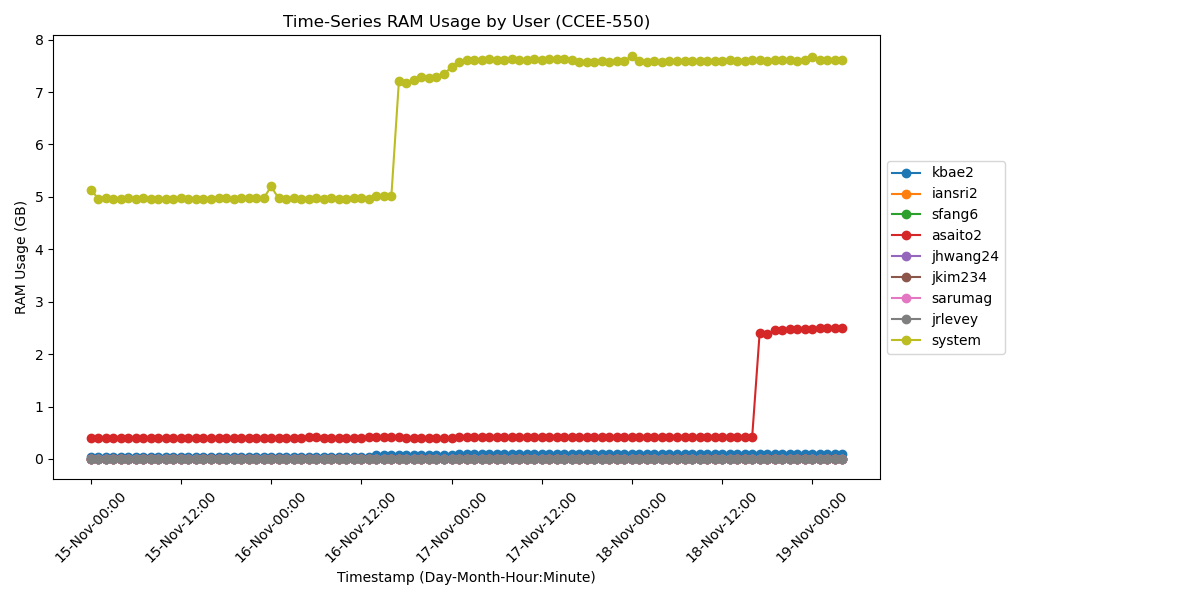 Time-Series RAM Usage by User (CCEE-550)
RAM Usage (GB)
8
7
6
5
4
3
2
1
0
15-Nov-00:00
15-Nov-12:00
16-Nov-00:00
16-Nov-12:00
17-Nov-00:00
17-Nov-12:00
18-Nov-00:00
18-Nov-12:00
19-Nov-00:00
Timestamp (Day-Month-Hour:Minute)
kbae2
iansri2
sfang6
asaito2
jhwang24
jkim234
sarumag
jrlevey
system